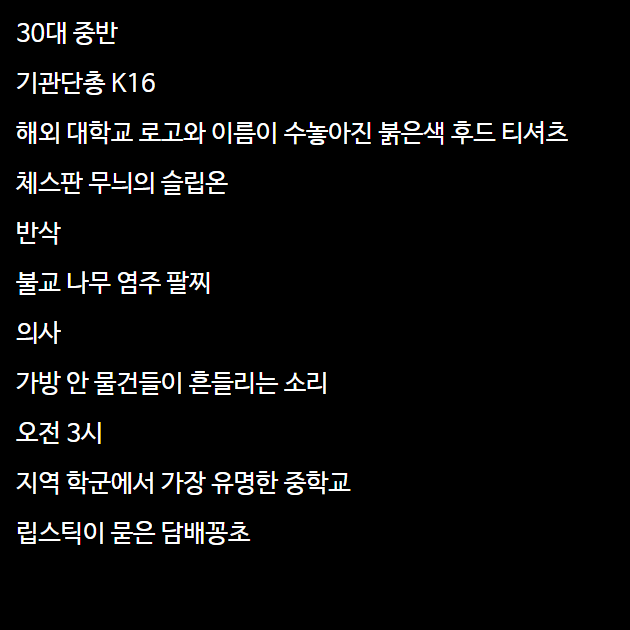 30대 중반
기관단총 K16
해외 대학교 로고와 이름이 수놓아진 붉은색 후드 티셔츠
체스판 무늬의 슬립온
반삭
불교 나무 염주 팔찌
의사
가방 안 물건들이 흔들리는 소리
오전 3시
지역 학군에서 가장 유명한 중학교
립스틱이 묻은 담배꽁초